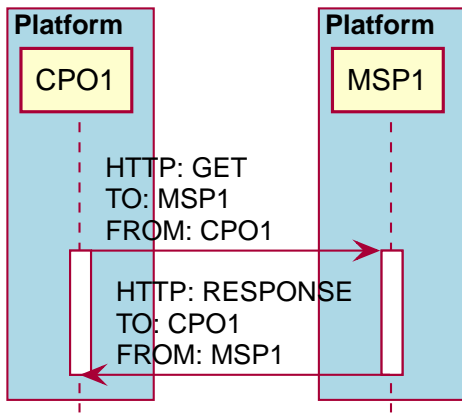 Platform
Platform
CPO1
MSP1
HTTP: GET
TO: MSP1
FROM: CPO1
HTTP: RESPONSE
TO: CPO1
FROM: MSP1